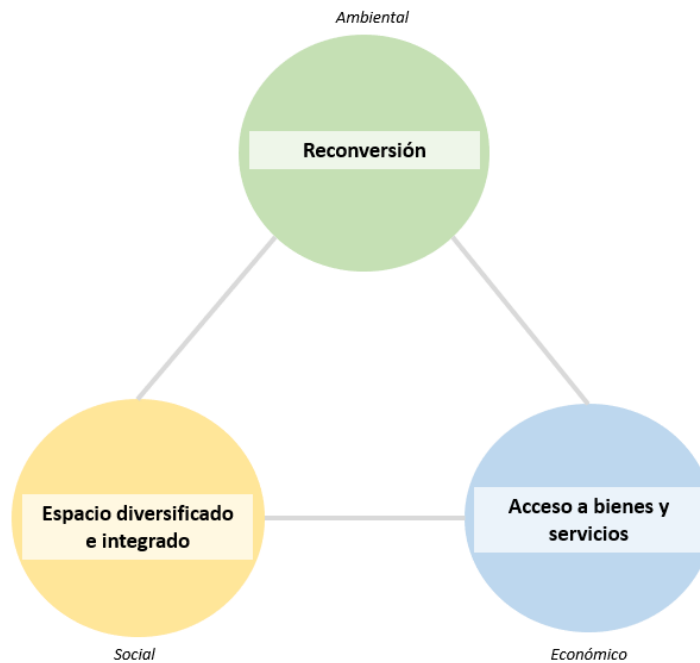 Ambiental
Reconversión
Espacio diversificado
e integrado
Acceso a bienes y
servicios
Social
Económico